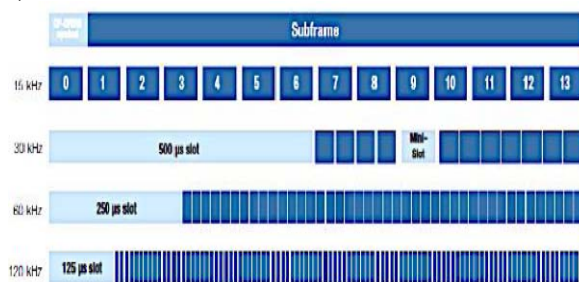 Subframe
15 kHz 0 1 2 3 4 5 6 7 8 9 10 11 12 13
30 kHz 500 µs slot Mini-
Slot
60 kHz 250 µs slot
120 kHz 125 µs slot